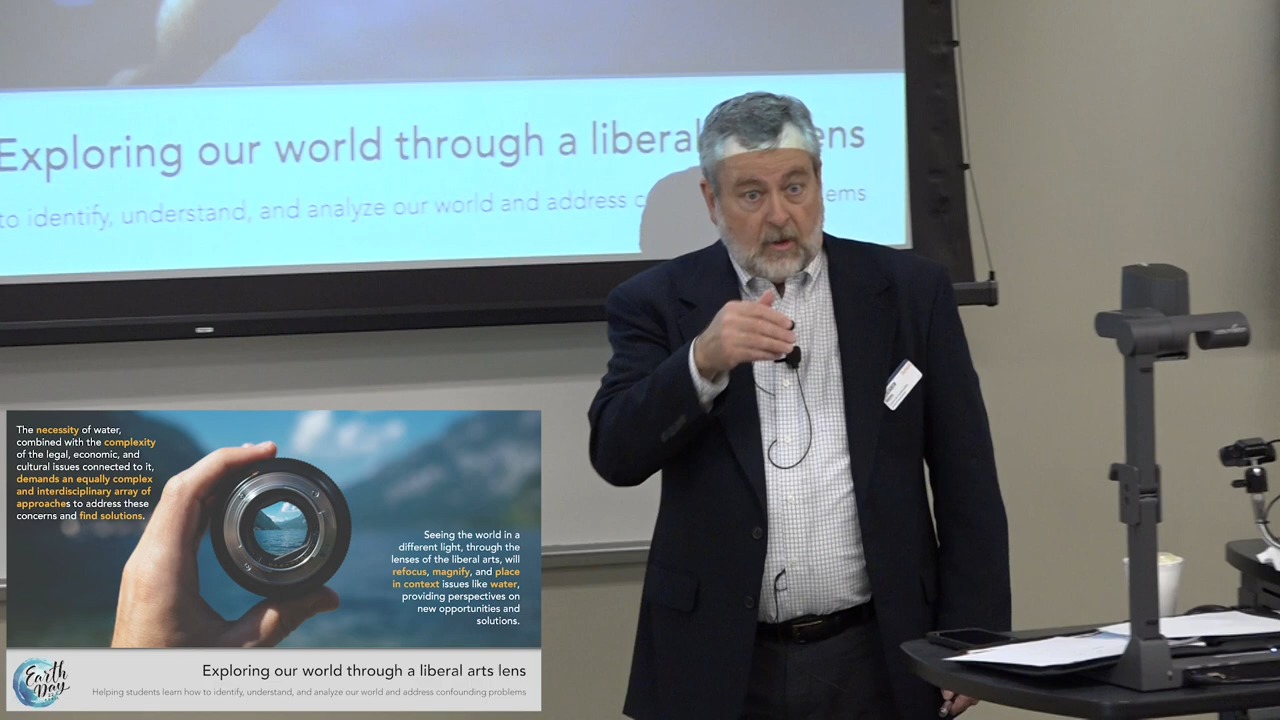 Exploring our world through a liberal ens
to identify, understand, and analyze our world and address c ems
The necessity of water,
combined with the complexity
of the legal, economic, and
cultural issues connected to it,
demands an equally complex
and interdisciplinary array of
approaches to address these
concerns and find solutions.
Seeing the world in a
different light, through the
lenses of the liberal arts, will
refocus, magnify, and place
in context issues like water,
providing perspectives on
new opportunities and
solutions.
Earth
Day
Exploring our world through a liberal arts lens
Helping students learn how to identify, understand, and analyze our world and address confounding problems